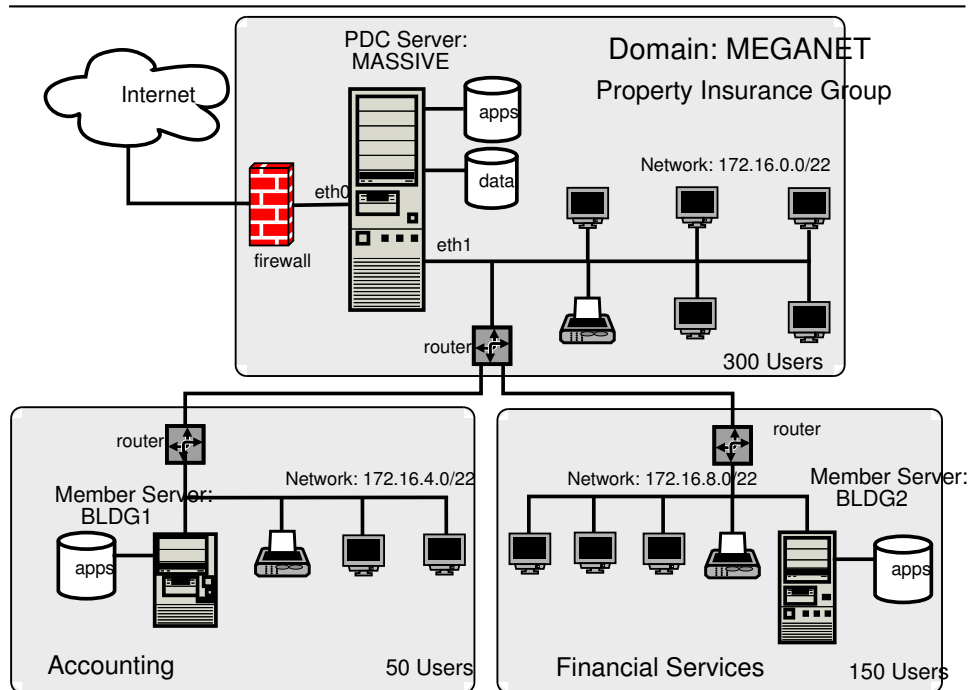 PDC Server:
MASSIVE
Domain: MEGANET
Property Insurance Group
Internet
apps
data
Network: 172.16.0.0/22
eth0
eth1
firewall
router
300 Users
router
Network: 172.16.4.0/22
Member Server:
BLDG1
apps
Accounting
50 Users
router
Network: 172.16.8.0/22
Member Server:
BLDG2
apps
Financial Services
150 Users